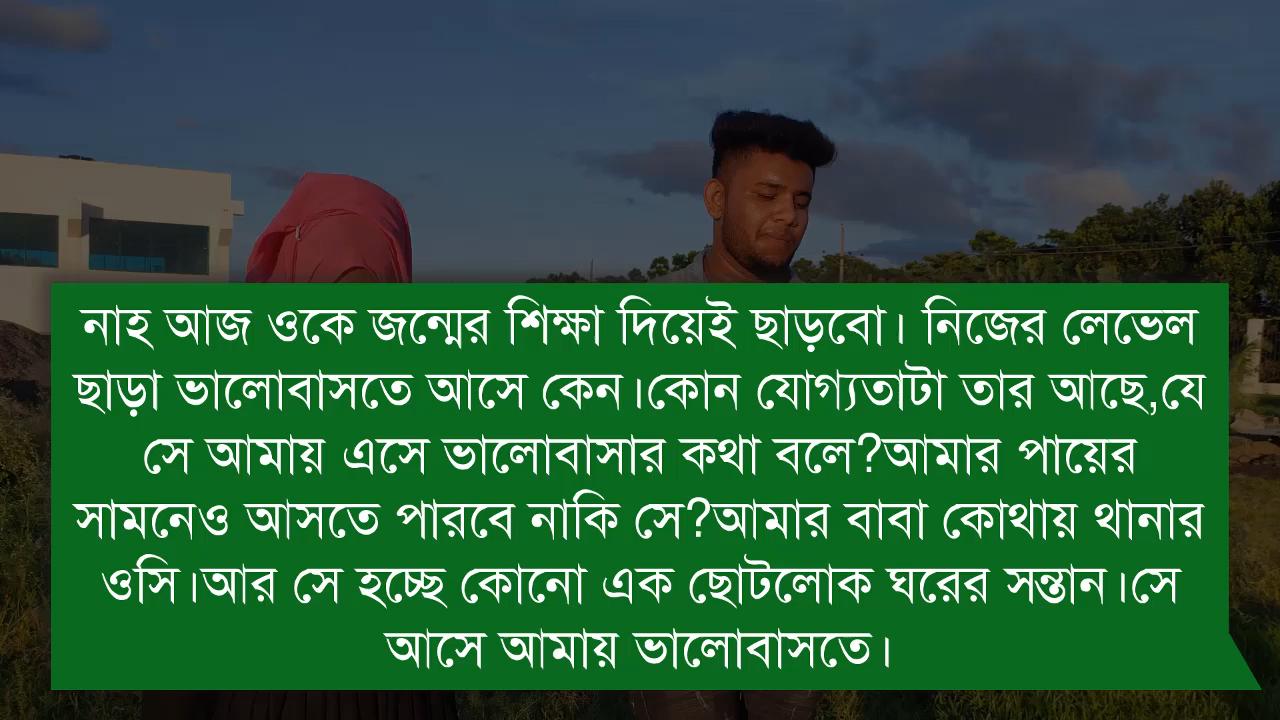 নাহ আজ ওকে জন্মের শিক্ষা দিয়েই ছাড়বো। নিজের লেভেল
ছাড়া ভালোবাসতে আসে কেন।কোন যোগ্যতাটা তার আছে,যে
সে আমায় এসে ভালোবাসার কথা বলে?আমার পায়ের
সামনেও আসতে পারবে নাকি সে?আমার বাবা কোথায় থানার
ওসি।আর সে হচ্ছে কোনো এক ছোটলোক ঘরের সন্তান।সে
আসে আমায় ভালোবাসতে।